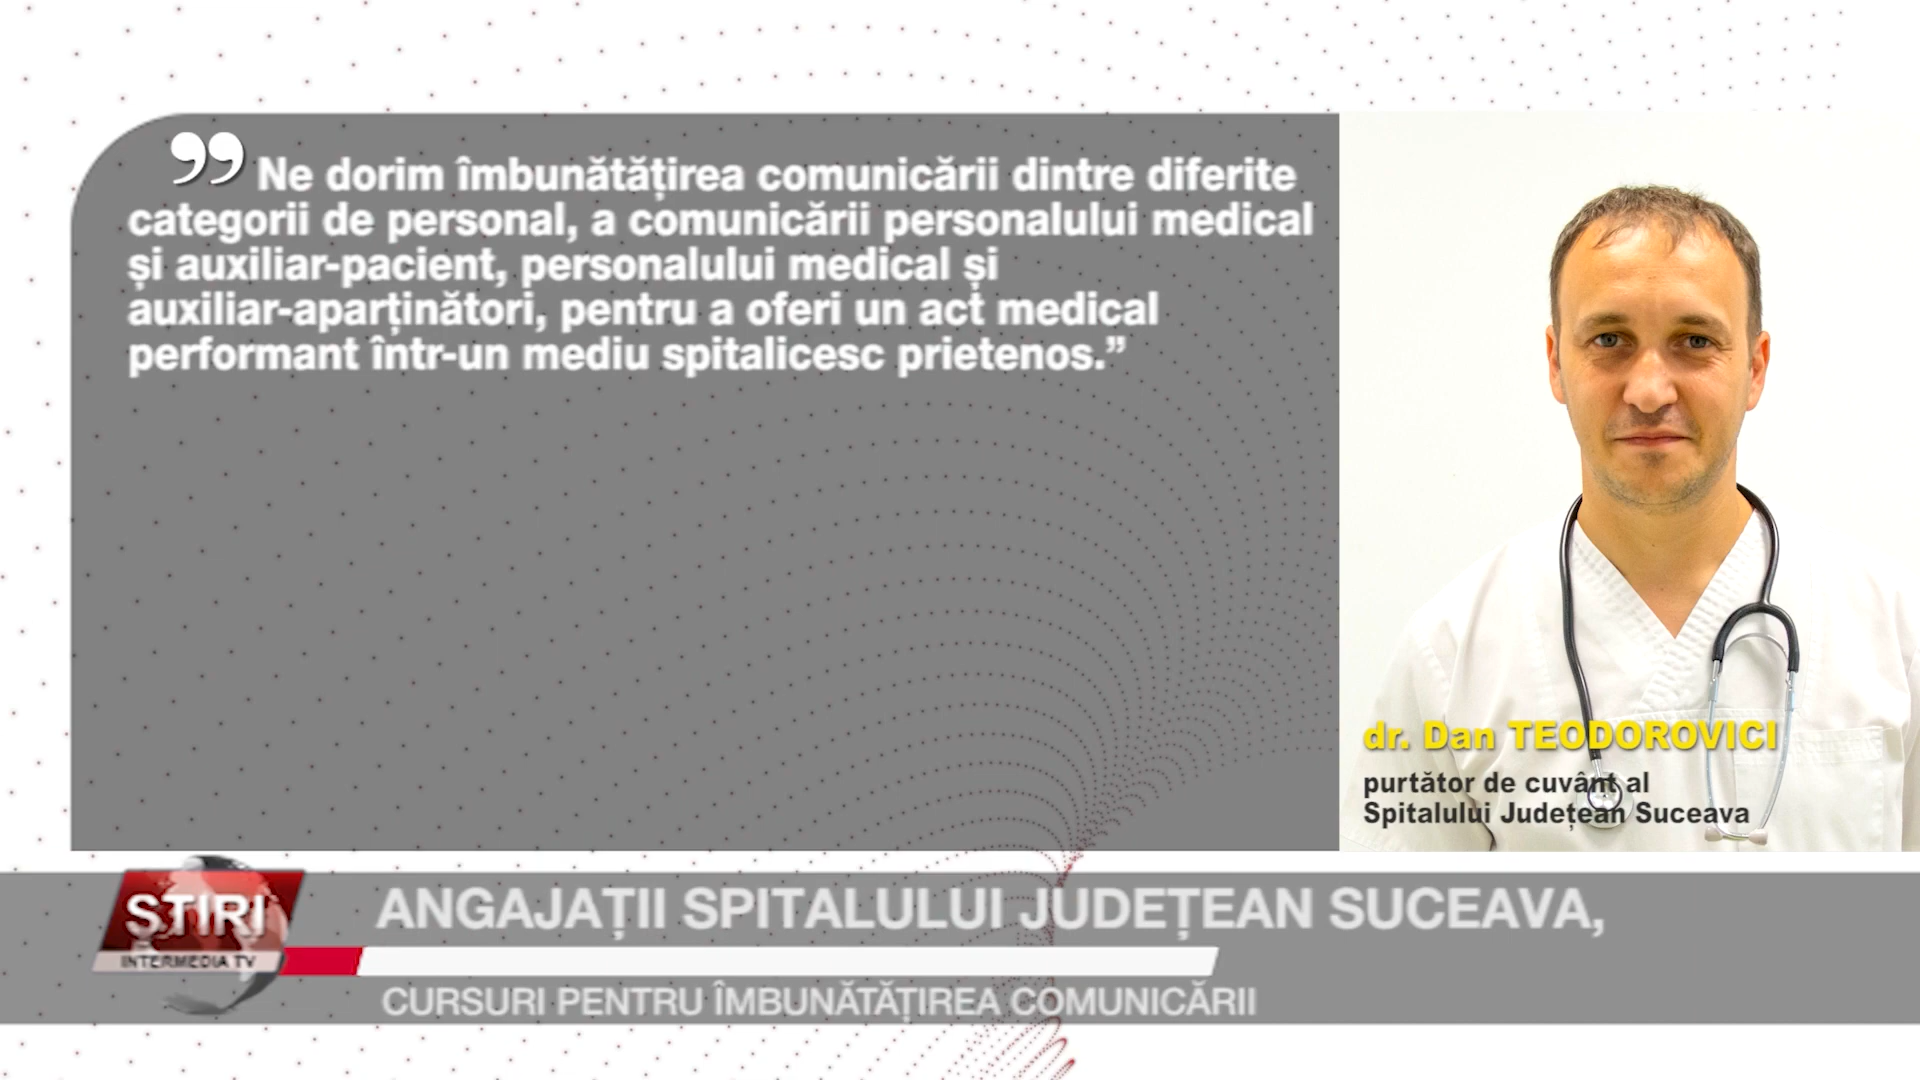 ” Ne dorim îmbunătățirea comunicării dintre diferite
categorii de personal, a comunicării personalului medical
și auxiliar-pacient, personalului medical și
auxiliar-aparținători, pentru a oferi un act medical
performant într-un mediu spitalicesc prietenos.”
dr. Dan TEODOROVICI
purtător de cuvânt al
Spitalului Județean Suceava
ȘTIRI
INTERMEDIA TV
ANGAJAȚII SPITALULUI JUDEȚEAN SUCEAVA,
CURSURI PENTRU ÎMBUNĂTĂȚIREA COMUNICĂRII